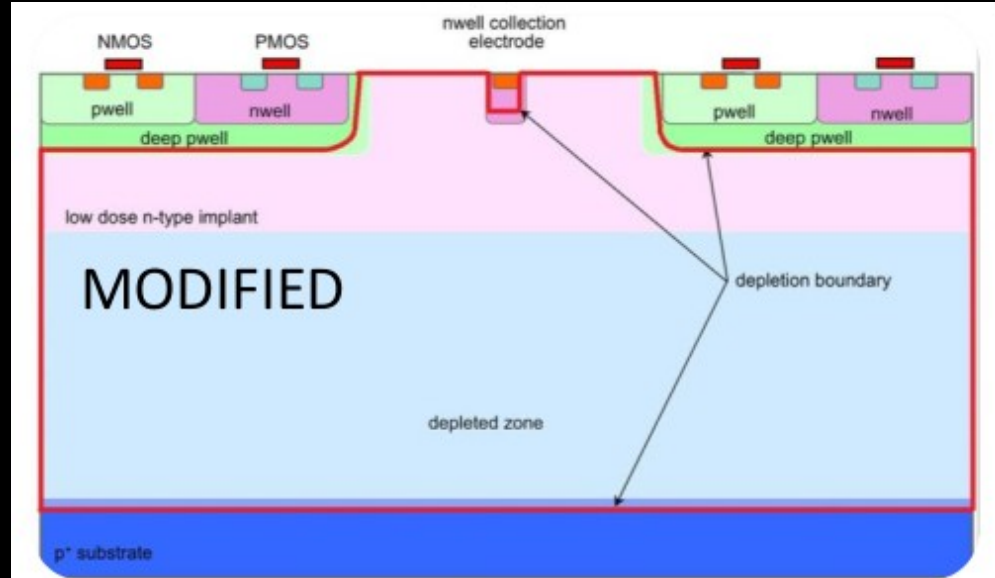 nwell collection
electrode
NMOS
PMOS
pwell
nwell
pwell
nwell
deep pwell
deep pwell
low dose n-type implant
MODIFIED
depletion boundary
depleted zone
p⁺ substrate